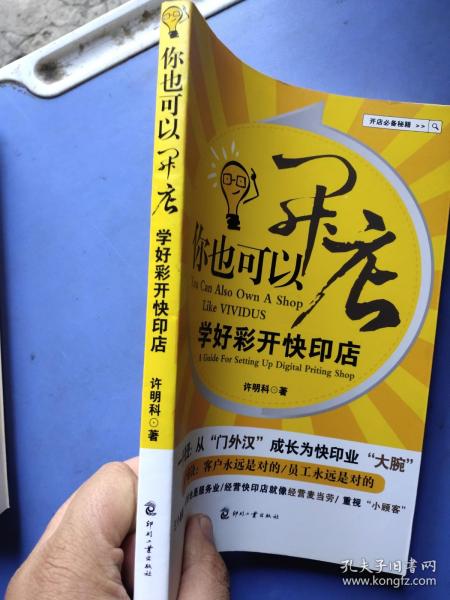 你也可以开店
学好彩开快印店
许明科⊙著
印刷工业出版社
开店必备秘籍 >>
你也可以
开店
You Can Also Own A Shop
Like VIVIDUS
学好彩开快印店
A Guide For Setting Up Digital Priting Shop
许明科⊙著
从“门外汉”成长为快印业“大腕”
客户永远是对的/员工永远是对的
服务业/经营快印店就像经营麦当劳/重视“小顾客”
印刷工业出版社
孔夫子旧书网
www.kongfz.com